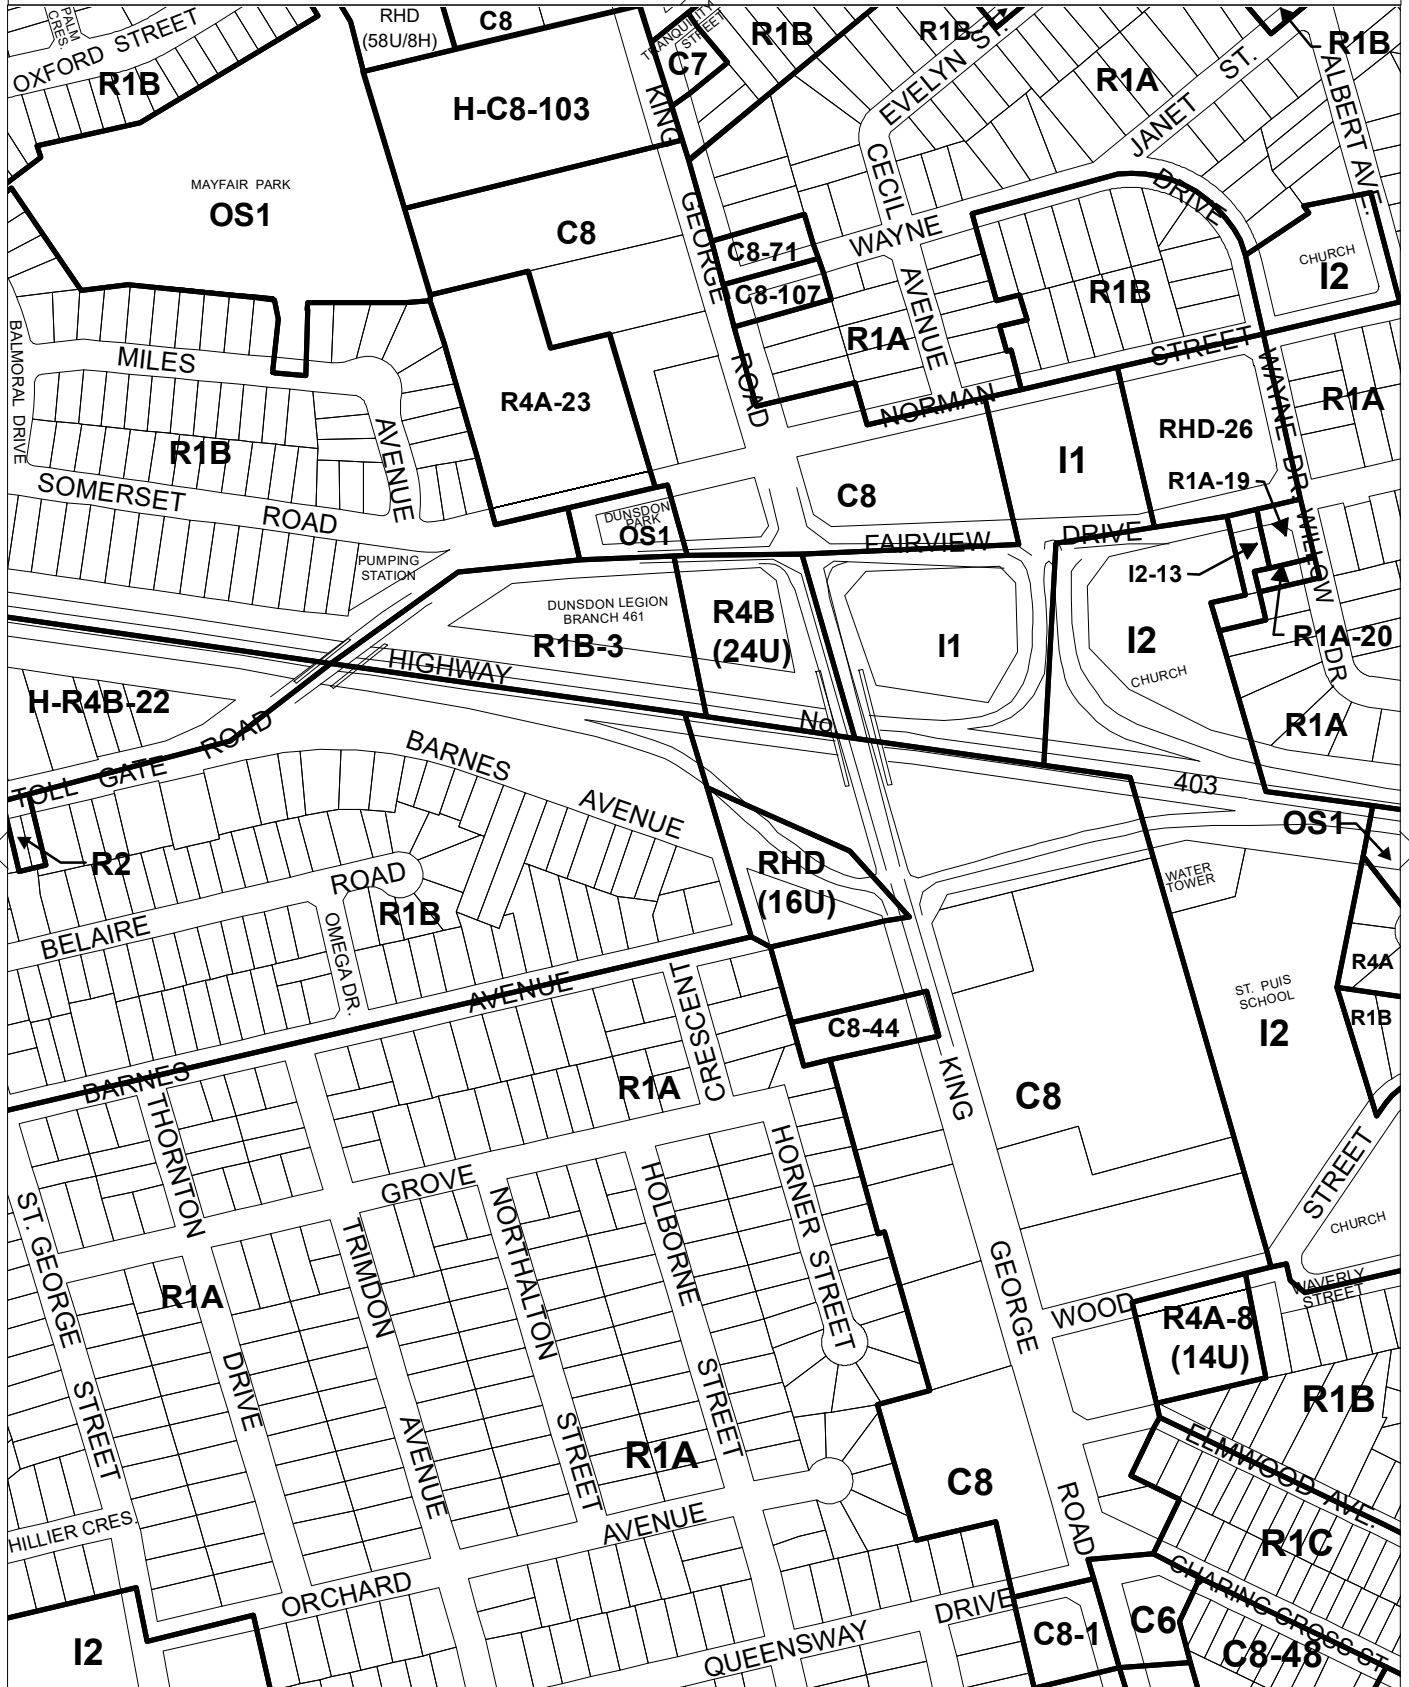 PALM
CRES.
OXFORD STREET
R1B
RHD
(58U/8H)
C8
TRANQUILITY
STREET
C7
R1B
R1B
EVELYN ST.
R1A
JANET ST.
R1B
ALBERT AVE.
H-C8-103
KING
CECIL
DRIVE
MAYFAIR PARK
OS1
C8
GEORGE
C8-71
WAYNE
CHURCH
I2
C8-107
AVENUE
R1B
BALMORAL DRIVE
MILES
R1A
STREET
WAYNE DR.
R4A-23
ROAD
NORMAN
R1A
AVENUE
R1B
RHD-26
I1
R1A-19
SOMERSET ROAD
C8
DUNSDON
PARK
OS1
FAIRVIEW DRIVE
WILLOW
DR
PUMPING
STATION
I2-13
DUNSDON LEGION
BRANCH 461
R1B-3
R4B
(24U)
I1
I2
CHURCH
R1A-20
HIGHWAY
No.
H-R4B-22
R1A
TOLL GATE ROAD
BARNES
AVENUE
403
OS1
R2
RHD
(16U)
WATER
TOWER
ROAD
R1B
BELAIRE
OMEGA DR.
R4A
AVENUE
CRESCENT
ST. PUIS
SCHOOL
I2
R1B
C8-44
BARNES
R1A
KING
C8
THORNTON
GROVE
HORNER
STREET
STREET
CHURCH
ST. GEORGE
STREET
NORTHALTON
STREET
HOLBORNE
STREET
TRIMDON
AVENUE
R1A
DRIVE
GEORGE
WOOD
WAVERLY
STREET
R4A-8
(14U)
R1B
R1A
C8
ELMWOOD AVE.
ROAD
HILLIER CRES.
AVENUE
R1C
ORCHARD
CHARING CROSS ST.
DRIVE
QUEENSWAY
I2
C8-1
C6
C8-48